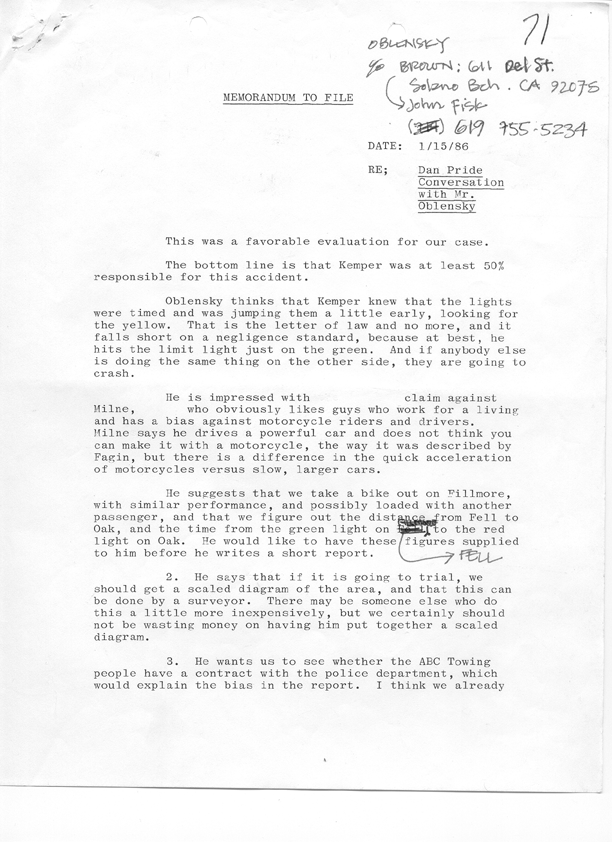 71
OBLENSKY
c/o BROWN: 611 Del St.
Solano Bch. CA 92075
John Fisk
( ) 619 755-5234
MEMORANDUM TO FILE
DATE: 1/15/86
RE; Dan Pride
Conversation
with Mr.
Oblensky
This was a favorable evaluation for our case.
The bottom line is that Kemper was at least 50%
responsible for this accident.
Oblensky thinks that Kemper knew that the lights
were timed and was jumping them a little early, looking for
the yellow. That is the letter of law and no more, and it
falls short on a negligence standard, because at best, he
hits the limit light just on the green. And if anybody else
is doing the same thing on the other side, they are going to
crash.
He is impressed with claim against
Milne, who obviously likes guys who work for a living
and has a bias against motorcycle riders and drivers.
Milne says he drives a powerful car and does not think you
can make it with a motorcycle, the way it was described by
Fagin, but there is a difference in the quick acceleration
of motorcycles versus slow, larger cars.
He suggests that we take a bike out on Fillmore,
with similar performance, and possibly loaded with another
passenger, and that we figure out the distance from Fell to
Oak, and the time from the green light on to the red
light on Oak. He would like to have these figures supplied
to him before he writes a short report.
FELL
2. He says that if it is going to trial, we
should get a scaled diagram of the area, and that this can
be done by a surveyor. There may be someone else who do
this a little more inexpensively, but we certainly should
not be wasting money on having him put together a scaled
diagram.
3. He wants us to see whether the ABC Towing
people have a contract with the police department, which
would explain the bias in the report. I think we already